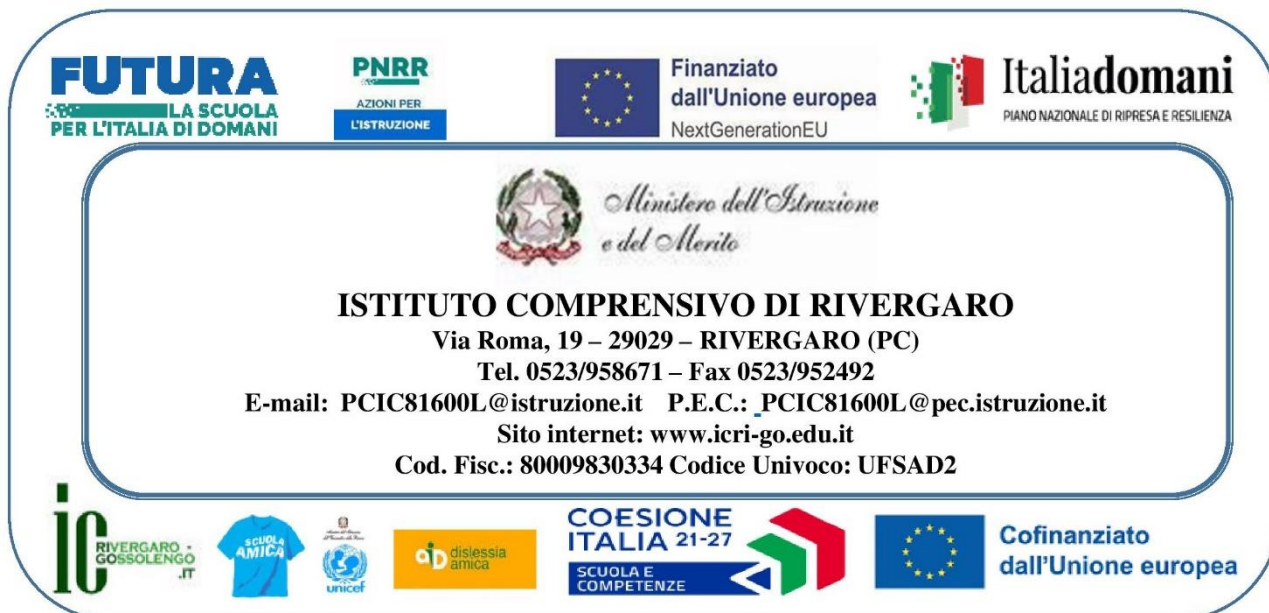 FUTURA
LA SCUOLA
PER L'ITALIA DI DOMANI
PNRR
AZIONI PER
L'ISTRUZIONE
Finanziato
dall'Unione europea
NextGenerationEU
Italiadomani
PIANO NAZIONALE DI RIPRESA E RESILIENZA
Ministero dell'Istruzione
e del Merito
ISTITUTO COMPRENSIVO DI RIVERGARO
Via Roma, 19 – 29029 – RIVERGARO (PC)
Tel. 0523/958671 – Fax 0523/952492
E-mail: PCIC81600L@istruzione.it P.E.C.: PCIC81600L@pec.istruzione.it
Sito internet: www.icri-go.edu.it
Cod. Fisc.: 80009830334 Codice Univoco: UFSAD2
ic
RIVERGARO -
GOSSOLENGO
.IT
SCUOLA
AMICA
unicef
aiD dislessia
amica
COESIONE
ITALIA 21-27
SCUOLA E
COMPETENZE
Cofinanziato
dall'Unione europea